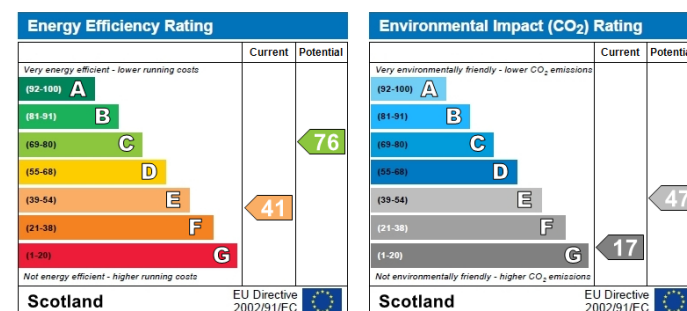 Energy Efficiency Rating
Current Potential
Very energy efficient - lower running costs
(92-100) A
(81-91) B
(69-80) C
76
(55-68) D
(39-54) E
41
(21-38) F
(1-20) G
Not energy efficient - higher running costs
Scotland
EU Directive
2002/91/EC
Environmental Impact (CO₂) Rating
Current Potential
Very environmentally friendly - lower CO₂ emissions
(92-100) A
(81-91) B
(69-80) C
(55-68) D
(39-54) E
47
(21-38) F
(1-20) G
17
Not environmentally friendly - higher CO₂ emissions
Scotland
EU Directive
2002/91/EC